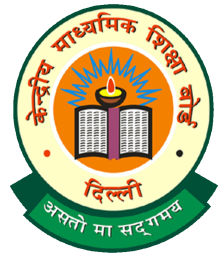 केन्द्रीय माध्यमिक शिक्षा बोर्ड
दिल्ली
असतो मा सद्गमय